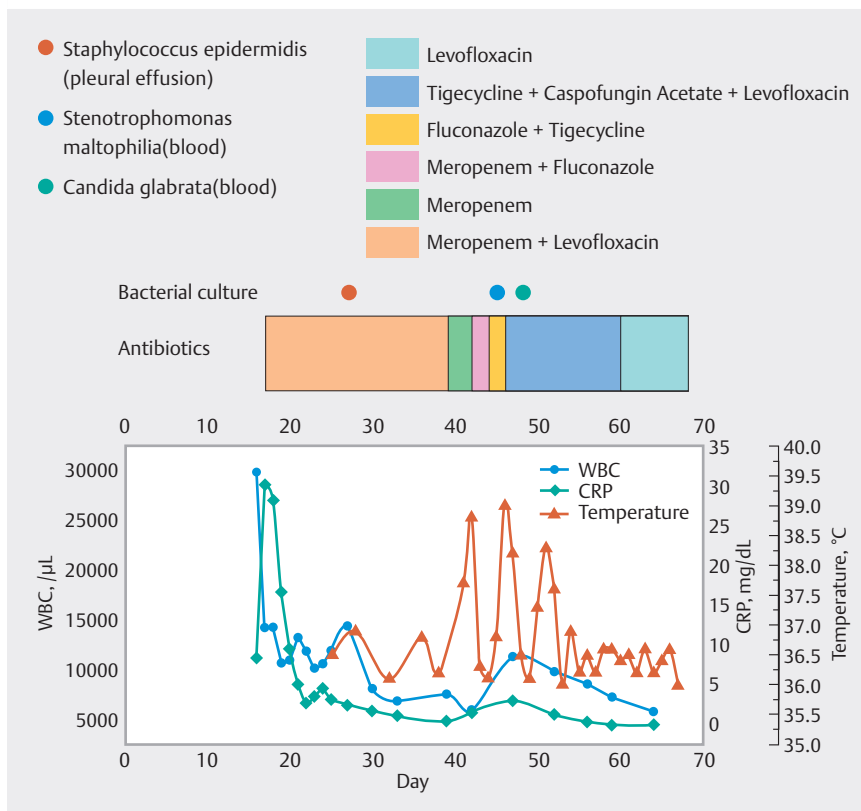 Staphylococcus epidermidis
(pleural effusion)
Stenotrophomonas
maltophilia(blood)
Candida glabrata(blood)
Levofloxacin
Tigecycline + Caspofungin Acetate + Levofloxacin
Fluconazole + Tigecycline
Meropenem + Fluconazole
Meropenem
Meropenem + Levofloxacin
Bacterial culture
Antibiotics
0 10 20 30 40 50 60 70
WBC, /µL
30000
25000
20000
15000
10000
5000
WBC
CRP
Temperature
35
30
25
20
15
10
5
0
CRP, mg/dL
40.0
39.5
39.0
38.5
38.0
37.5
37.0
36.5
36.0
35.5
35.0
Temperature, °C
0 10 20 30 40 50 60 70
Day